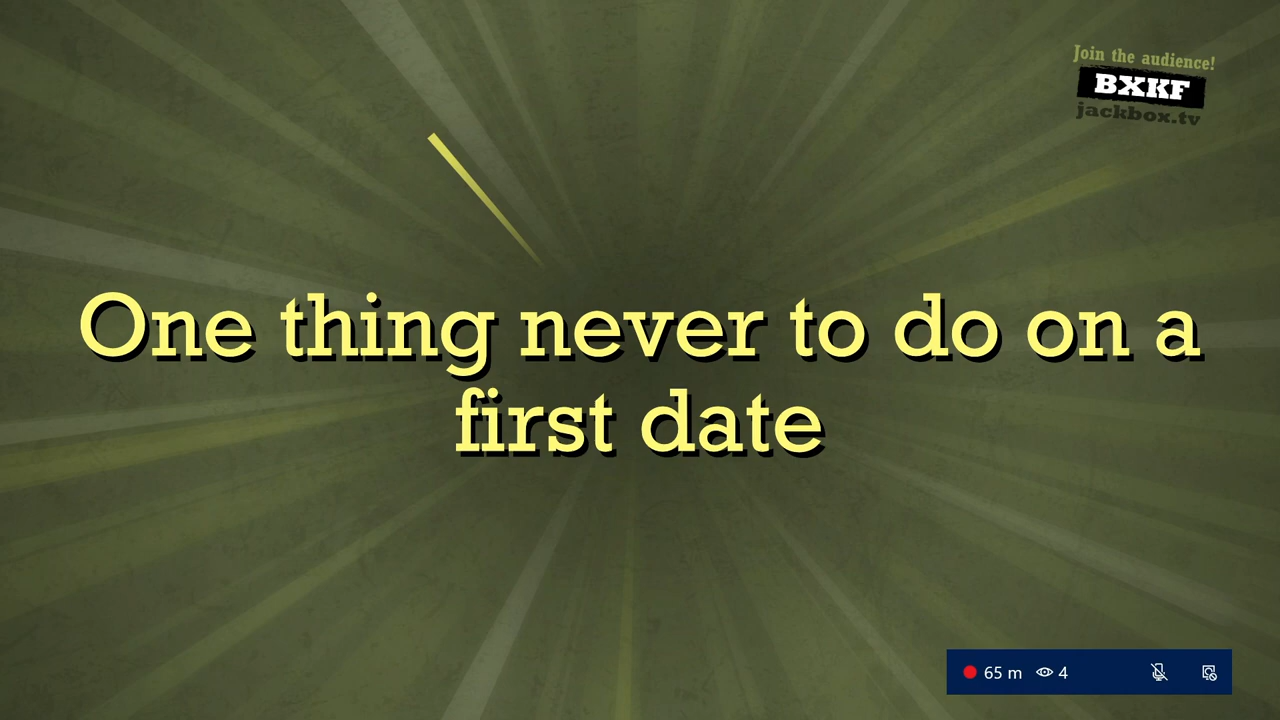 Join the audience!
BXKF
jackbox.tv
One thing never to do on a
first date
65 m 4